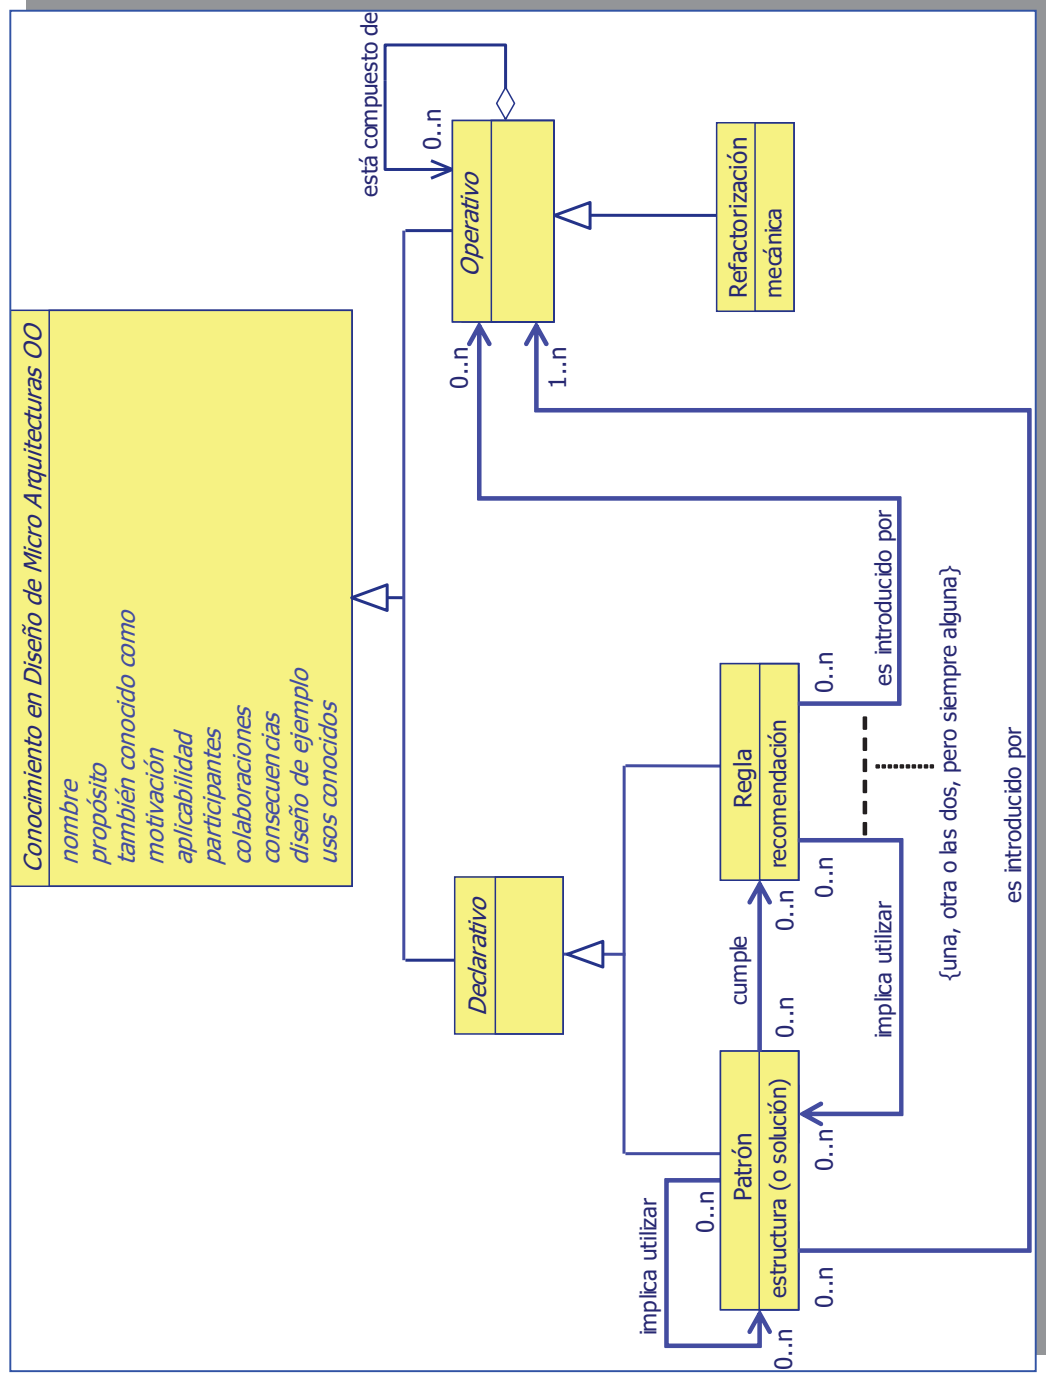 Conocimiento en Diseño de Micro Arquitecturas OO
nombre
propósito
también conocido como
motivación
aplicabilidad
participantes
colaboraciones
consecuencias
diseño de ejemplo
usos conocidos
está compuesto de
0..n
Operativo
Declarativo
0..n
1..n
Refactorización
mecánica
implica utilizar
0..n
0..n
Patrón
estructura (o solución)
cumple
0..n
0..n
Regla
recomendación
0..n
0..n
0..n
0..n
implica utilizar
es introducido por
{una, otra o las dos, pero siempre alguna}
es introducido por